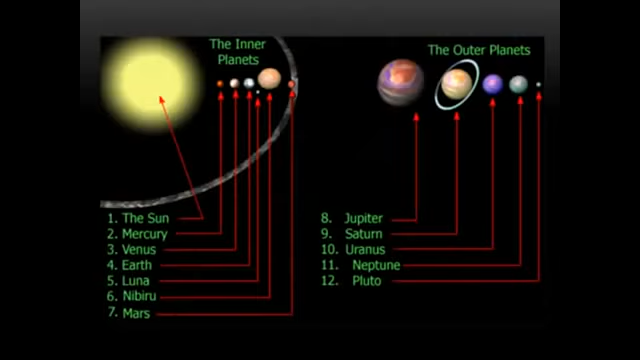 The Inner
Planets
1. The Sun
2. Mercury
3. Venus
4. Earth
5. Luna
6. Nibiru
7. Mars
The Outer Planets
8. Jupiter
9. Saturn
10. Uranus
11. Neptune
12. Pluto